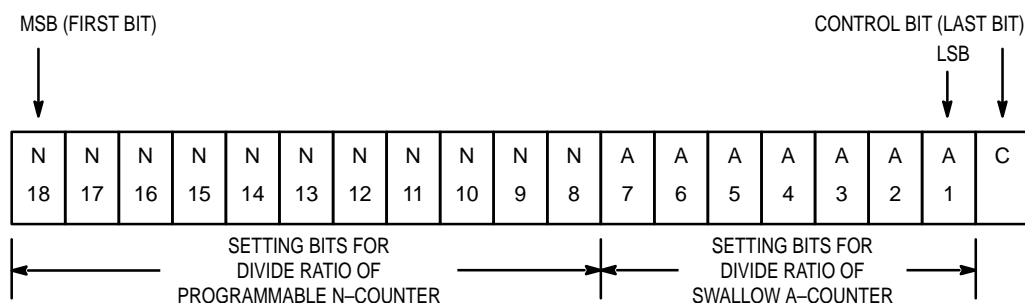 MSB (FIRST BIT)
CONTROL BIT (LAST BIT)
LSB
N N N N N N N N N N N A A A A A A A C
18 17 16 15 14 13 12 11 10 9 8 7 6 5 4 3 2 1
SETTING BITS FOR
DIVIDE RATIO OF
PROGRAMMABLE N–COUNTER
SETTING BITS FOR
DIVIDE RATIO OF
SWALLOW A–COUNTER